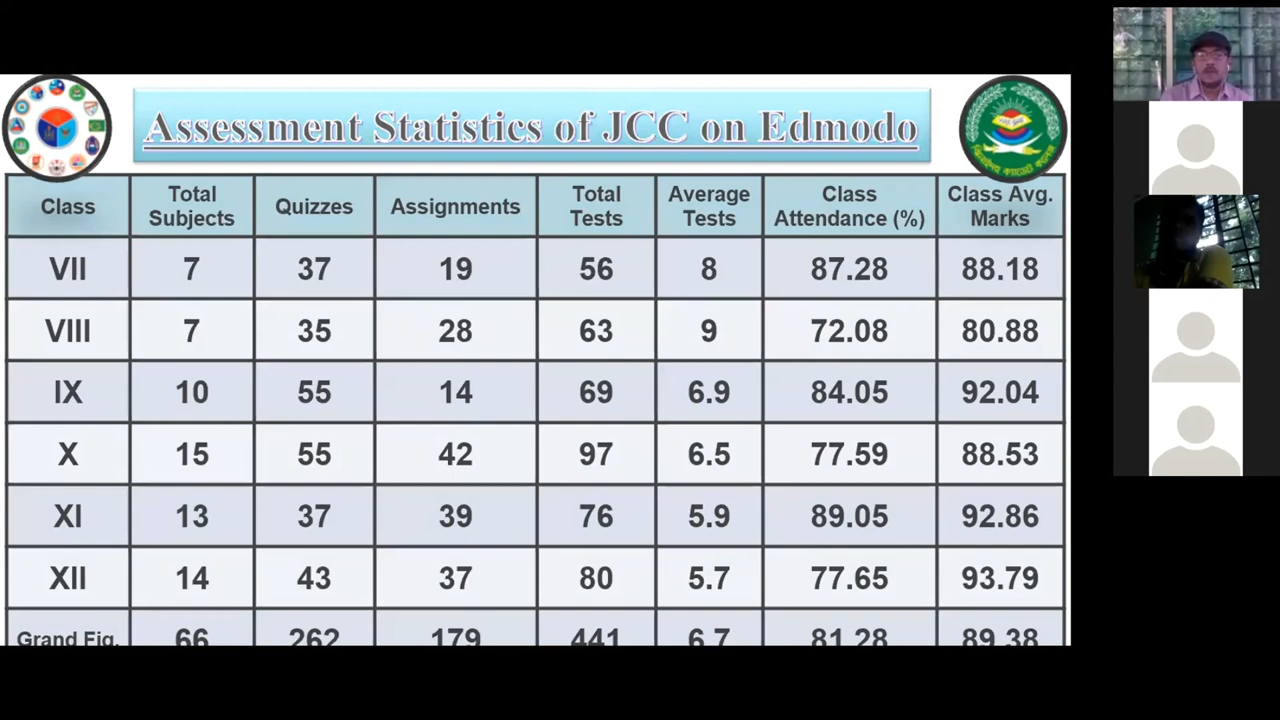 Assessment Statistics of JCC on Edmodo
Class Total Subjects Quizzes Assignments Total Tests Average Tests Class Attendance (%) Class Avg. Marks
VII 7 37 19 56 8 87.28 88.18
VIII 7 35 28 63 9 72.08 80.88
IX 10 55 14 69 6.9 84.05 92.04
X 15 55 42 97 6.5 77.59 88.53
XI 13 37 39 76 5.9 89.05 92.86
XII 14 43 37 80 5.7 77.65 93.79
Grand Fig. 66 262 179 441 6.7 81.28 89.38